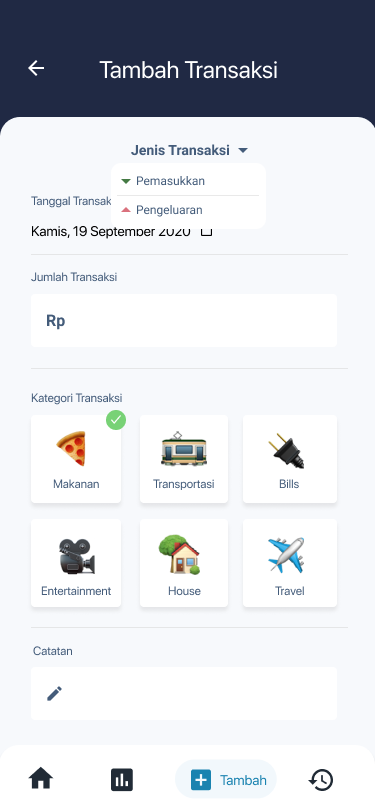 Tambah Transaksi
Jenis Transaksi
Pemasukkan
Tanggal Transak
Pengeluaran
Kamis, 19 September 2020
Jumlah Transaksi
Rp
Kategori Transaksi
Makanan
Transportasi
Bills
Entertainment
House
Travel
Catatan
Tambah